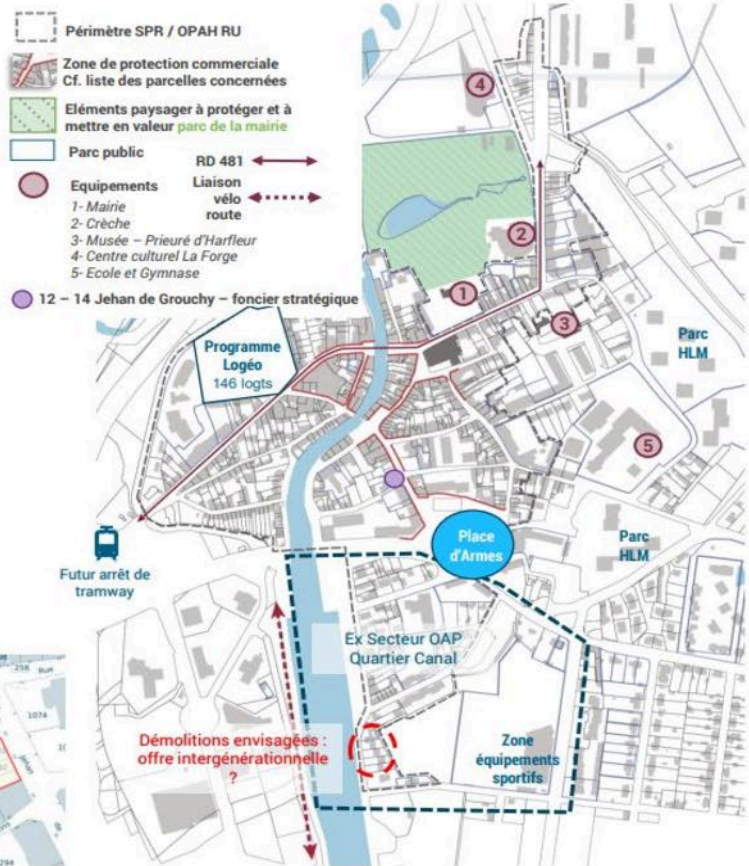 Périmètre SPR / OPAH RU
Zone de protection commerciale
Cf. liste des parcelles concernées
Eléments paysager à protéger et à
mettre en valeur parc de la mairie
Parc public
RD 481
Liaison
vélo
route
Equipements
1- Mairie
2- Crèche
3- Musée – Prieuré d'Harfleur
4- Centre culturel La Forge
5- Ecole et Gymnase
12 – 14 Jehan de Grouchy – foncier stratégique
4
2
1
3
Programme
Logéo
146 logts
Parc
HLM
5
Place
d'Armes
Parc
HLM
Futur arrêt de
tramway
Ex Secteur OAP
Quartier Canal
Démolitions envisagées :
offre intergénérationnelle
?
Zone
équipements
sportifs
258
1074
294